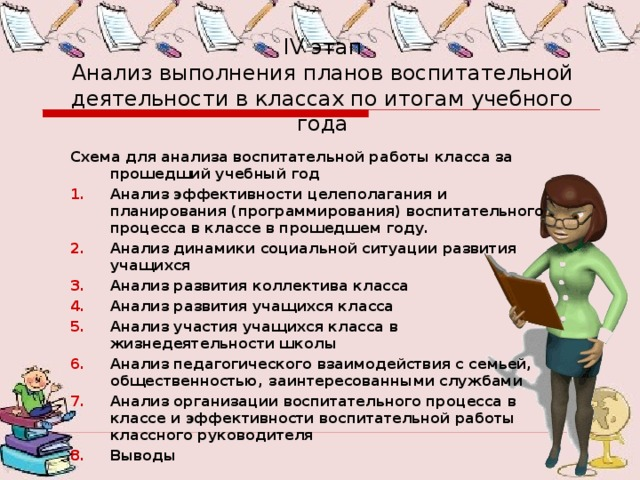 IV этап
Анализ выполнения планов воспитательной
деятельности в классах по итогам учебного
года
Схема для анализа воспитательной работы класса за
прошедший учебный год
1. Анализ эффективности целеполагания и
планирования (программирования) воспитательного
процесса в классе в прошедшем году.
2. Анализ динамики социальной ситуации развития
учащихся
3. Анализ развития коллектива класса
4. Анализ развития учащихся класса
5. Анализ участия учащихся класса в
жизнедеятельности школы
6. Анализ педагогического взаимодействия с семьей,
общественностью, заинтересованными службами
7. Анализ организации воспитательного процесса в
классе и эффективности воспитательной работы
классного руководителя
8. Выводы